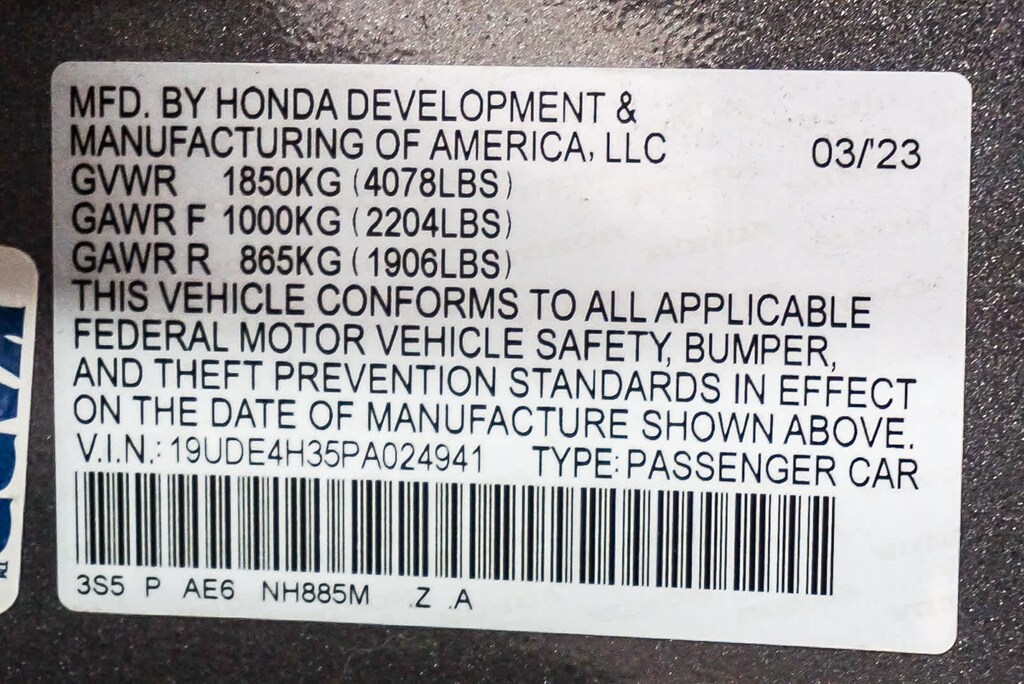 MFD. BY HONDA DEVELOPMENT &
MANUFACTURING OF AMERICA, LLC 03/'23
GVWR 1850KG (4078LBS)
GAWR F 1000KG (2204LBS)
GAWR R 865KG (1906LBS)
THIS VEHICLE CONFORMS TO ALL APPLICABLE
FEDERAL MOTOR VEHICLE SAFETY, BUMPER,
AND THEFT PREVENTION STANDARDS IN EFFECT
ON THE DATE OF MANUFACTURE SHOWN ABOVE.
V.I.N.: 19UDE4H35PA024941 TYPE: PASSENGER CAR
3S5 P AE6 NH885M .Z .A